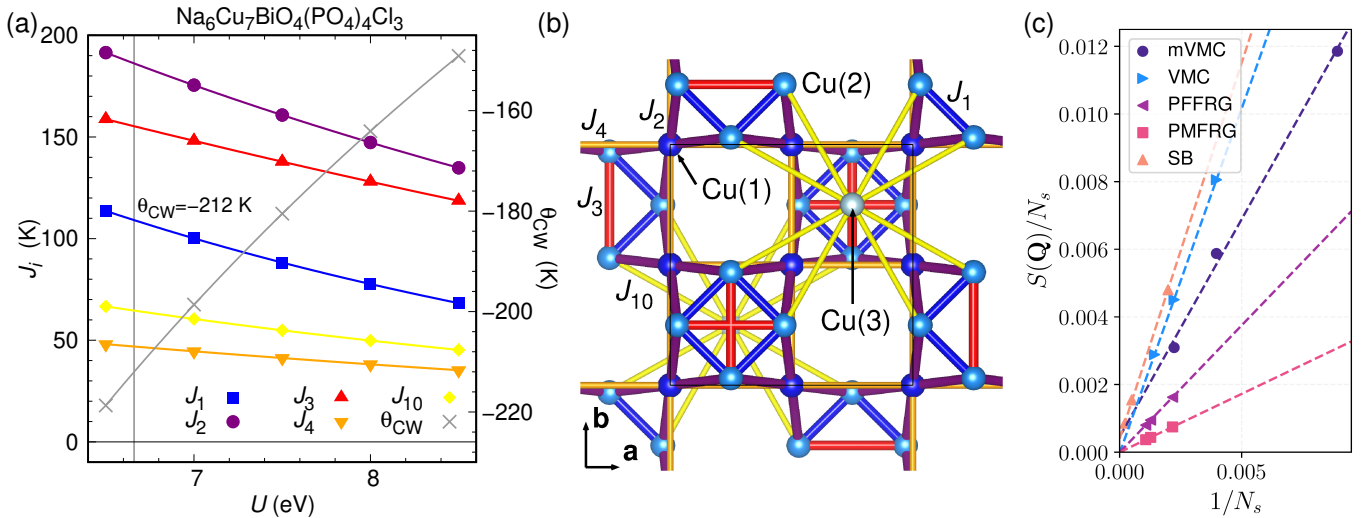 (a)
Na₆Cu₇BiO₄(PO₄)₄Cl₃
200
150
100
50
0
Jᵢ (K)
7
8
U (eV)
−160
−180
−200
−220
θCW (K)
θCW=−212 K
J₁
J₃
J₁₀
J₂
J₄
θCW
(b)
Cu(2)
J₁
J₂
J₄
Cu(1)
J₃
J₁₀
Cu(3)
b
a
(c)
0.012
0.010
0.008
0.006
0.004
0.002
0.000
S(Q)/Nₛ
mVMC
VMC
PFFRG
PMFRG
SB
0.000
0.005
1/Nₛ